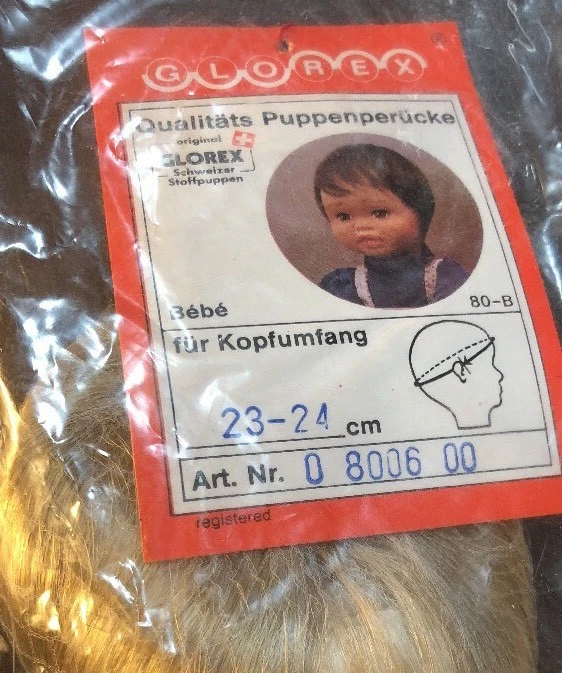 GLOREX ®
Qualitäts Puppenperücke
original
GLOREX
Schweizer
Stoffpuppen
Bébé
80-B
für Kopfumfang
23-24 cm
Art. Nr. 0 8006 00
registered